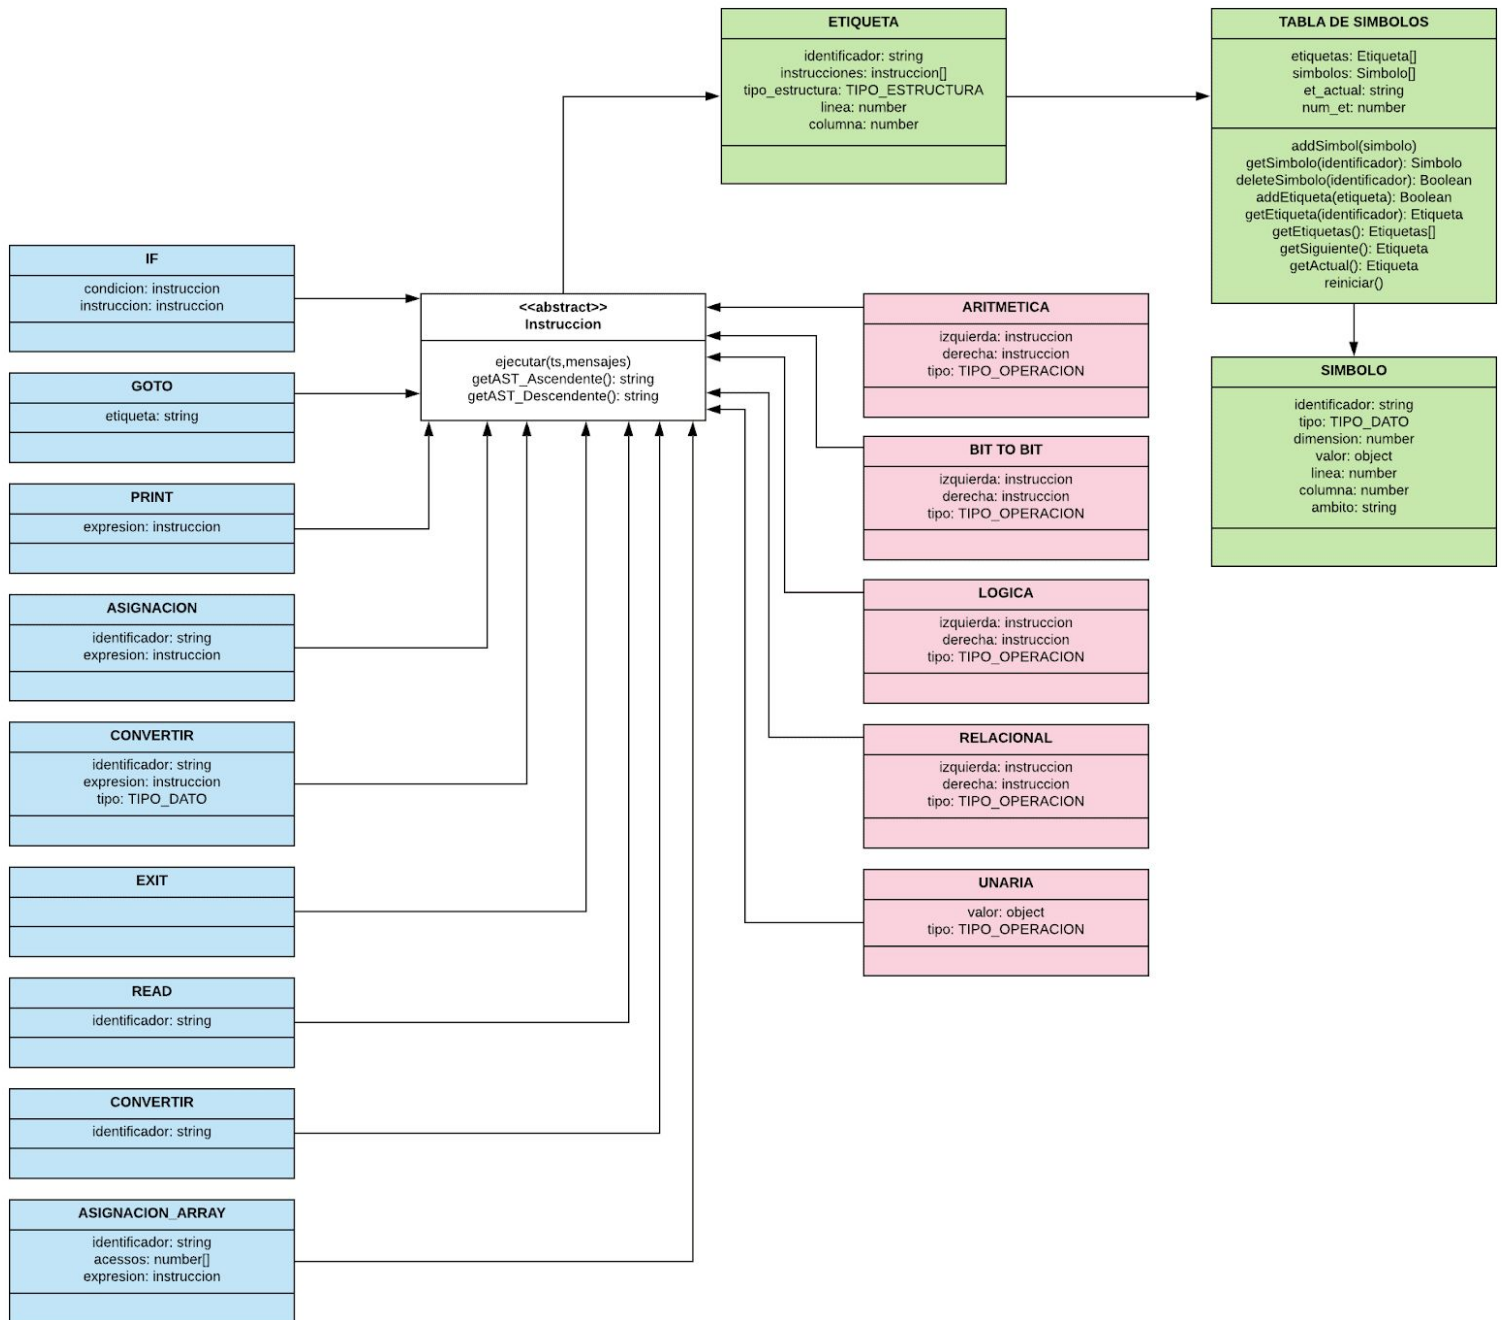 ETIQUETA
identificador: string
instrucciones: instruccion[]
tipo_estructura: TIPO_ESTRUCTURA
linea: number
columna: number
TABLA DE SIMBOLOS
etiquetas: Etiqueta[]
simbolos: Simbolo[]
et_actual: string
num_et: number
addSimbol(simbolo)
getSimbolo(identificador): Simbolo
deleteSimbolo(identificador): Boolean
addEtiqueta(etiqueta): Boolean
getEtiqueta(identificador): Etiqueta
getEtiquetas(): Etiquetas[]
getSiguiente(): Etiqueta
getActual(): Etiqueta
reiniciar()
SIMBOLO
identificador: string
tipo: TIPO_DATO
dimension: number
valor: object
linea: number
columna: number
ambito: string
<<abstract>>
Instruccion
ejecutar(ts,mensajes)
getAST_Ascendente(): string
getAST_Descendente(): string
IF
condicion: instruccion
instruccion: instruccion
GOTO
etiqueta: string
PRINT
expresion: instruccion
ASIGNACION
identificador: string
expresion: instruccion
CONVERTIR
identificador: string
expresion: instruccion
tipo: TIPO_DATO
EXIT
READ
identificador: string
CONVERTIR
identificador: string
ASIGNACION_ARRAY
identificador: string
acessos: number[]
expresion: instruccion
ARITMETICA
izquierda: instruccion
derecha: instruccion
tipo: TIPO_OPERACION
BIT TO BIT
izquierda: instruccion
derecha: instruccion
tipo: TIPO_OPERACION
LOGICA
izquierda: instruccion
derecha: instruccion
tipo: TIPO_OPERACION
RELACIONAL
izquierda: instruccion
derecha: instruccion
tipo: TIPO_OPERACION
UNARIA
valor: object
tipo: TIPO_OPERACION